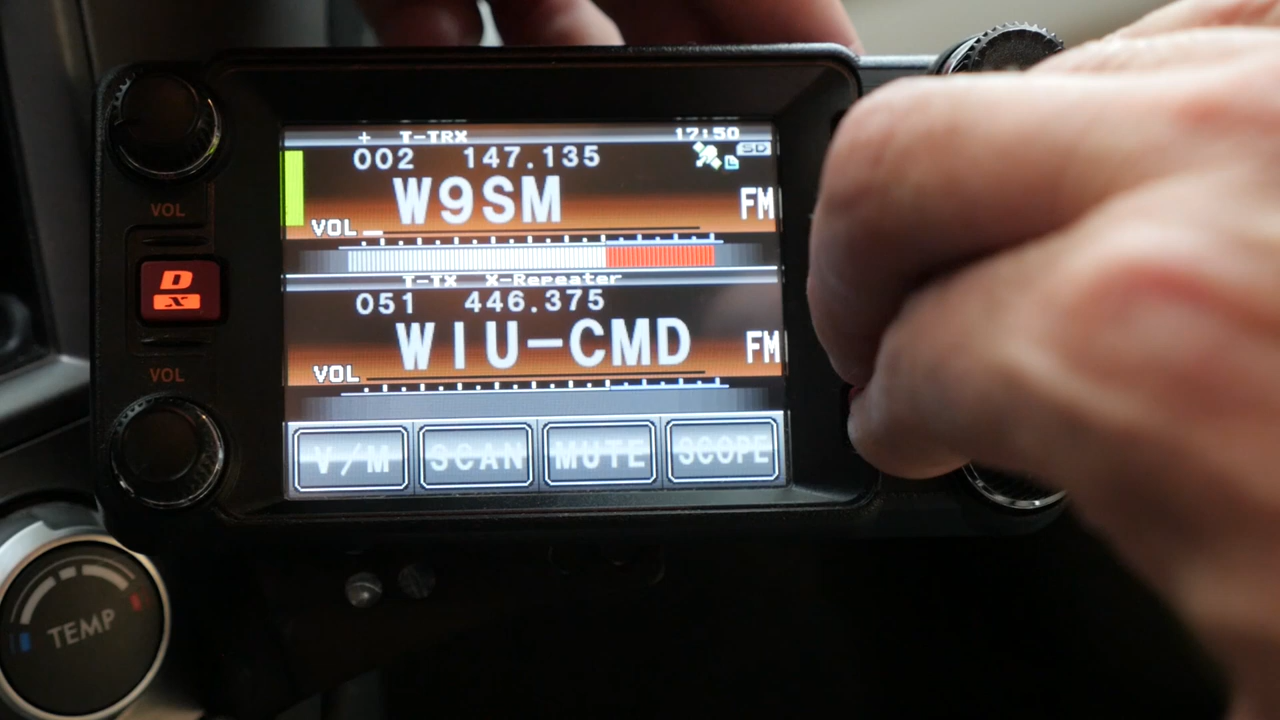 + T-TRX 17:50
002 147.135 SD
W9SM FM
VOL
T-TX X-Repeater
051 446.375
WIU-CMD FM
VOL
V/M SCAN MUTE SCOPE
VOL
D
X
VOL
TEMP